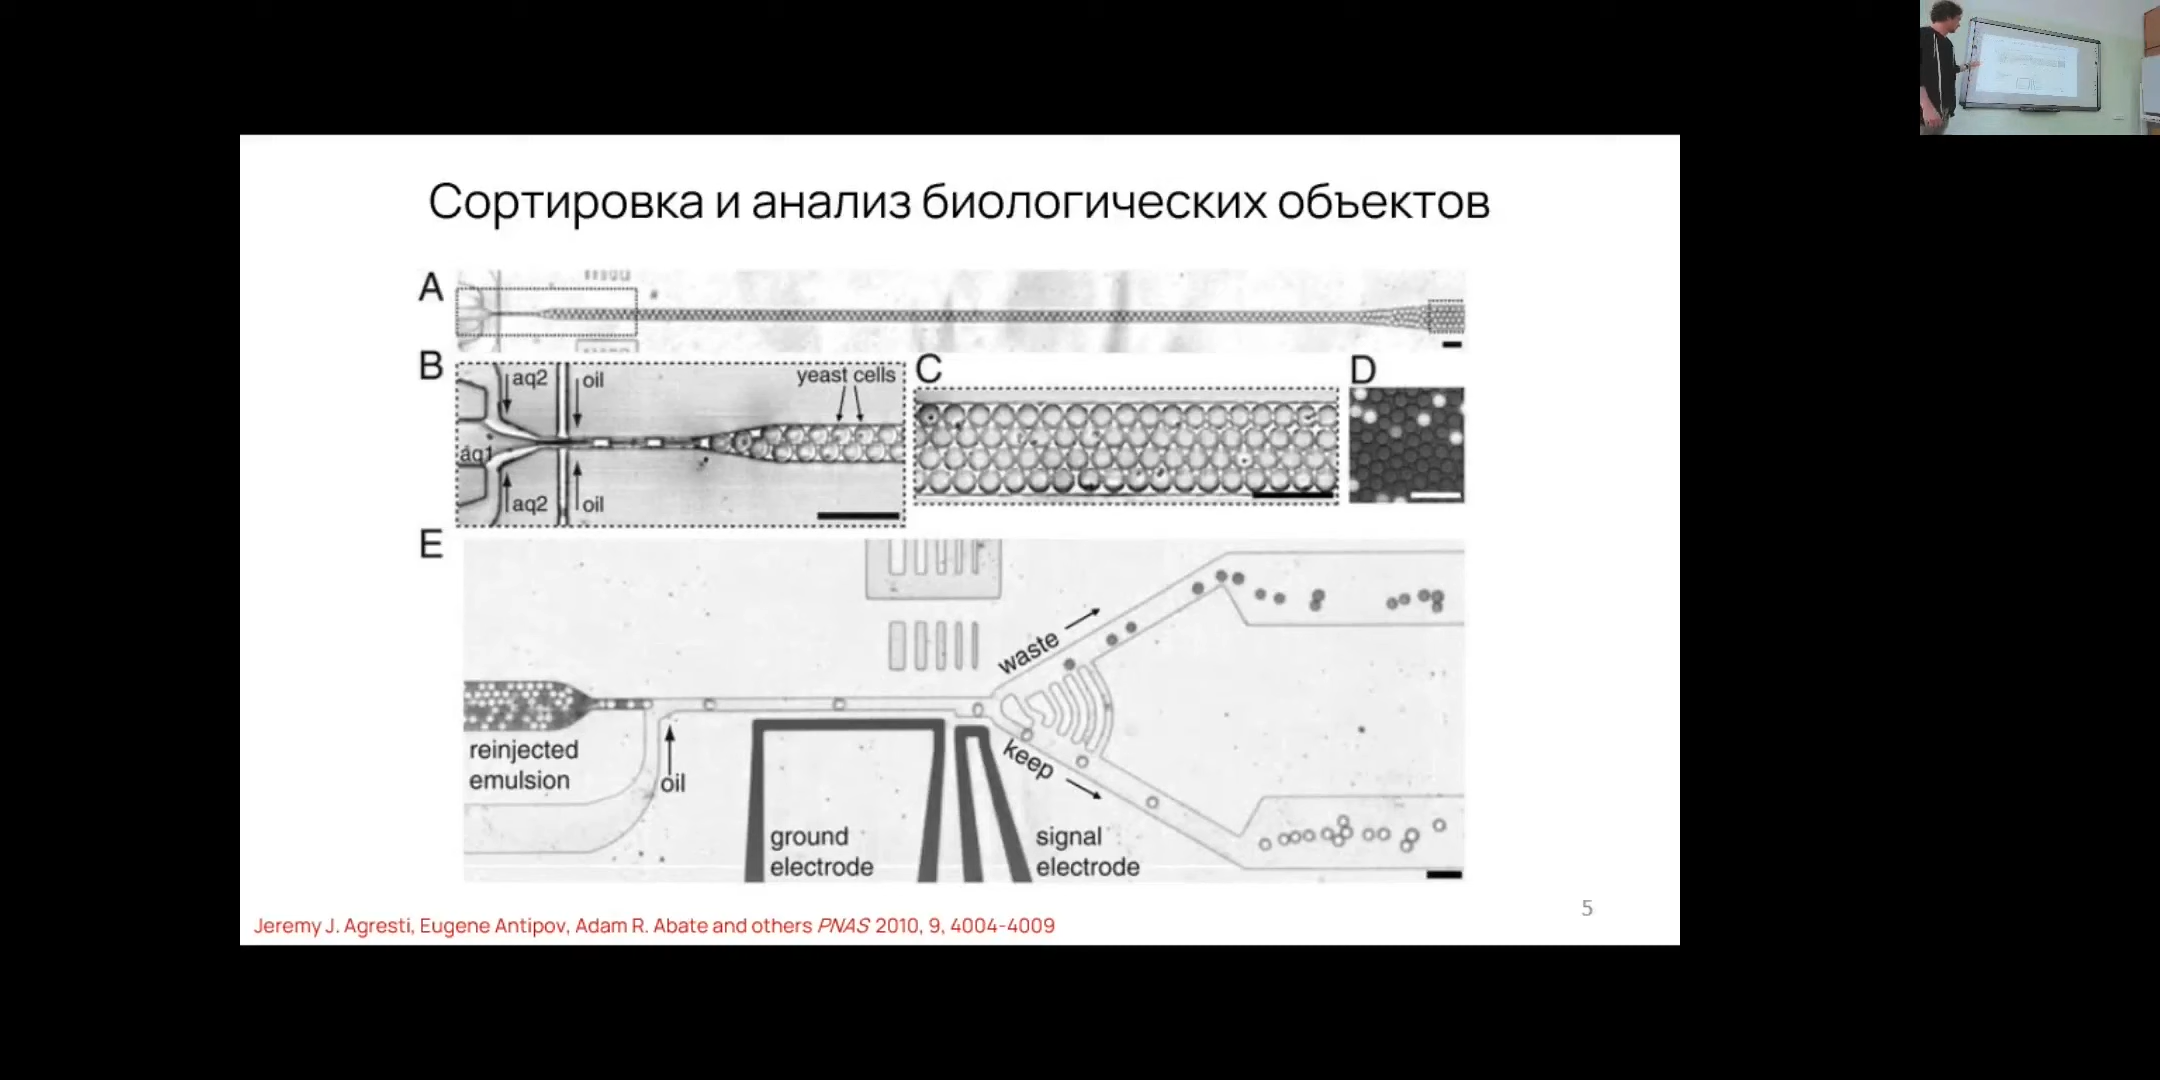 Сортировка и анализ биологических объектов
A
B
aq2
oil
yeast cells
aq1
aq2
oil
C
D
E
waste
keep
reinjected
emulsion
oil
ground
electrode
signal
electrode
Jeremy J. Agresti, Eugene Antipov, Adam R. Abate and others PNAS 2010, 9, 4004-4009
5